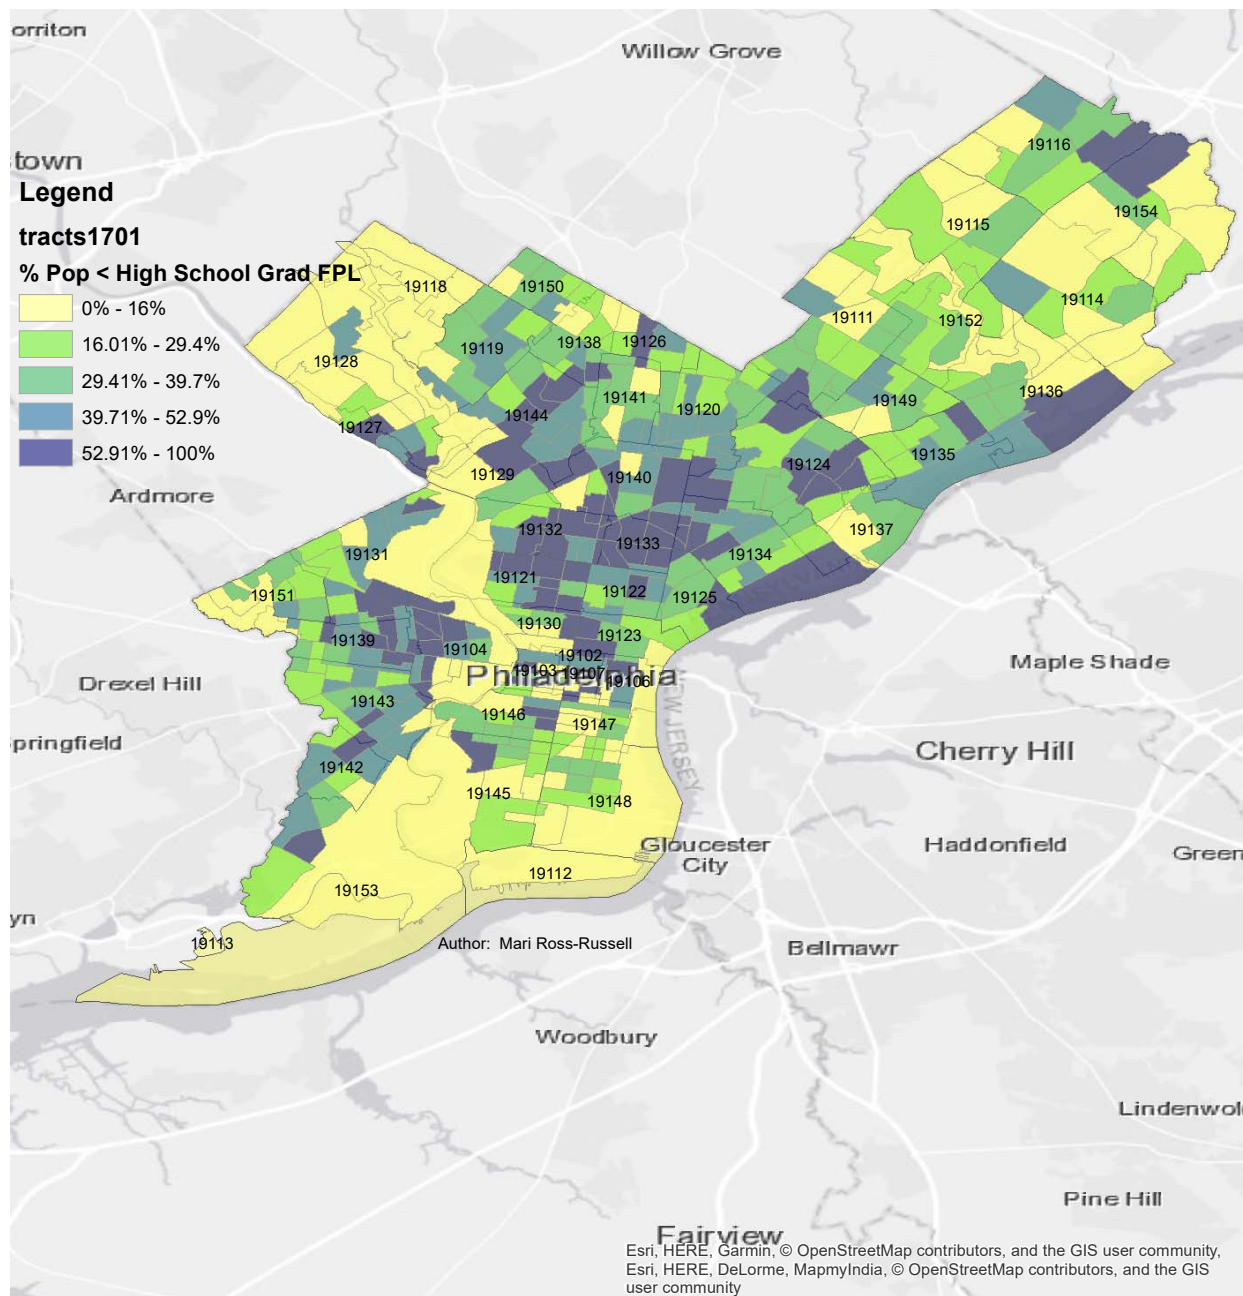 orriton
Willow Grove
town
Legend
tracts1701
% Pop < High School Grad FPL
0% - 16%
16.01% - 29.4%
29.41% - 39.7%
39.71% - 52.9%
52.91% - 100%
19116
19154
19115
19118
19150
19114
19111
19152
19128
19119
19138
19126
19136
19141
19120
19149
19144
19127
19135
19124
19129
19140
Ardmore
19137
19132
19133
19131
19134
19121
19122
19151
19125
19130
19123
19139
19104
19102
19103
19107
19106
Philadelphia
Maple Shade
Drexel Hill
19143
19146
19147
NEW JERSEY
pringfield
Cherry Hill
19142
19145
19148
Gloucester
City
Haddonfield
Green
19112
19153
yn
19113
Author: Mari Ross-Russell
Bellmawr
Woodbury
Lindenwol
Pine Hill
Fairview
Esri, HERE, Garmin, © OpenStreetMap contributors, and the GIS user community,
Esri, HERE, DeLorme, MapmyIndia, © OpenStreetMap contributors, and the GIS
user community